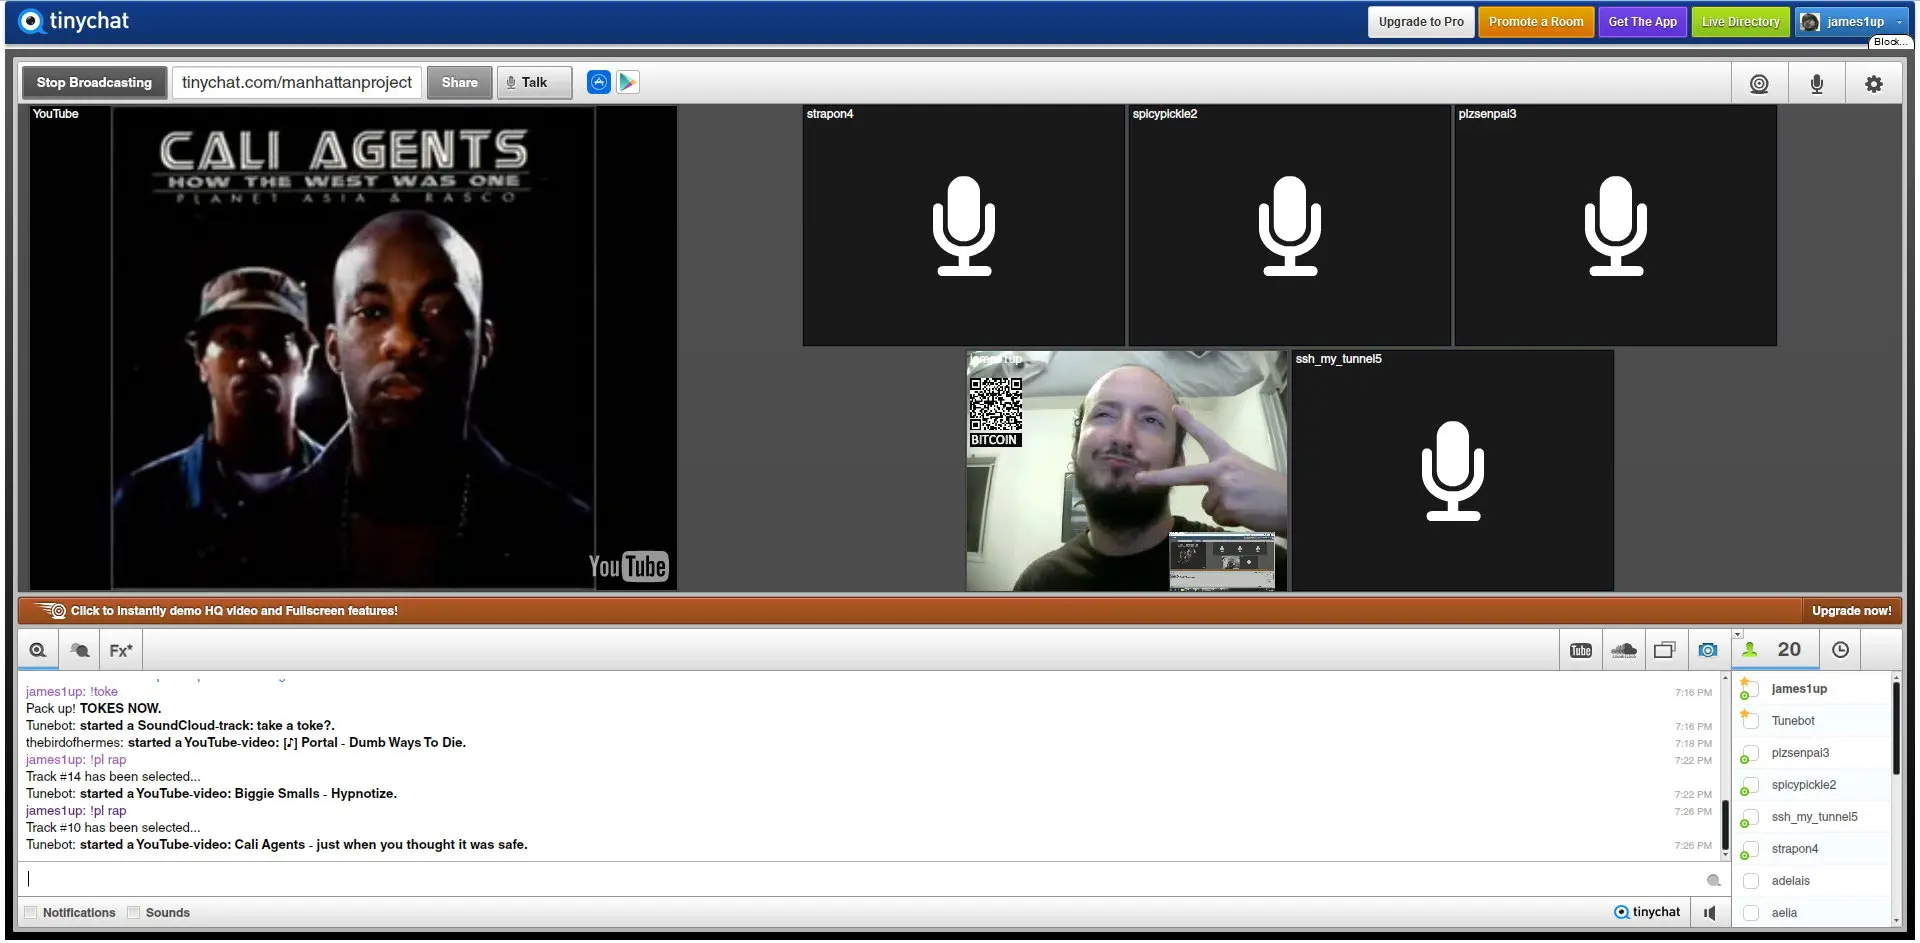 tinychat
Upgrade to Pro
Promote a Room
Get The App
Live Directory
james1up
Block...
Stop Broadcasting
tinychat.com/manhattanproject
Share
Talk
YouTube
CALI AGENTS
HOW THE WEST WAS ONE
PLANET ASIA & RASCO
YouTube
strapon4
spicypickle2
plzsenpai3
james1up
BITCOIN
ssh_my_tunnel5
Click to instantly demo HQ video and Fullscreen features!
Upgrade now!
Fx*
Tube
20
james1up: !toke 7:16 PM
Pack up! TOKES NOW.
Tunebot: started a SoundCloud-track: take a toke?. 7:16 PM
thebirdofhermes: started a YouTube-video: [♪] Portal - Dumb Ways To Die. 7:18 PM
james1up: !pl rap 7:22 PM
Track #14 has been selected...
Tunebot: started a YouTube-video: Biggie Smalls - Hypnotize. 7:22 PM
james1up: !pl rap 7:26 PM
Track #10 has been selected...
Tunebot: started a YouTube-video: Cali Agents - just when you thought it was safe. 7:26 PM
james1up
Tunebot
plzsenpai3
spicypickle2
ssh_my_tunnel5
strapon4
adelais
aelia
Notifications
Sounds
tinychat